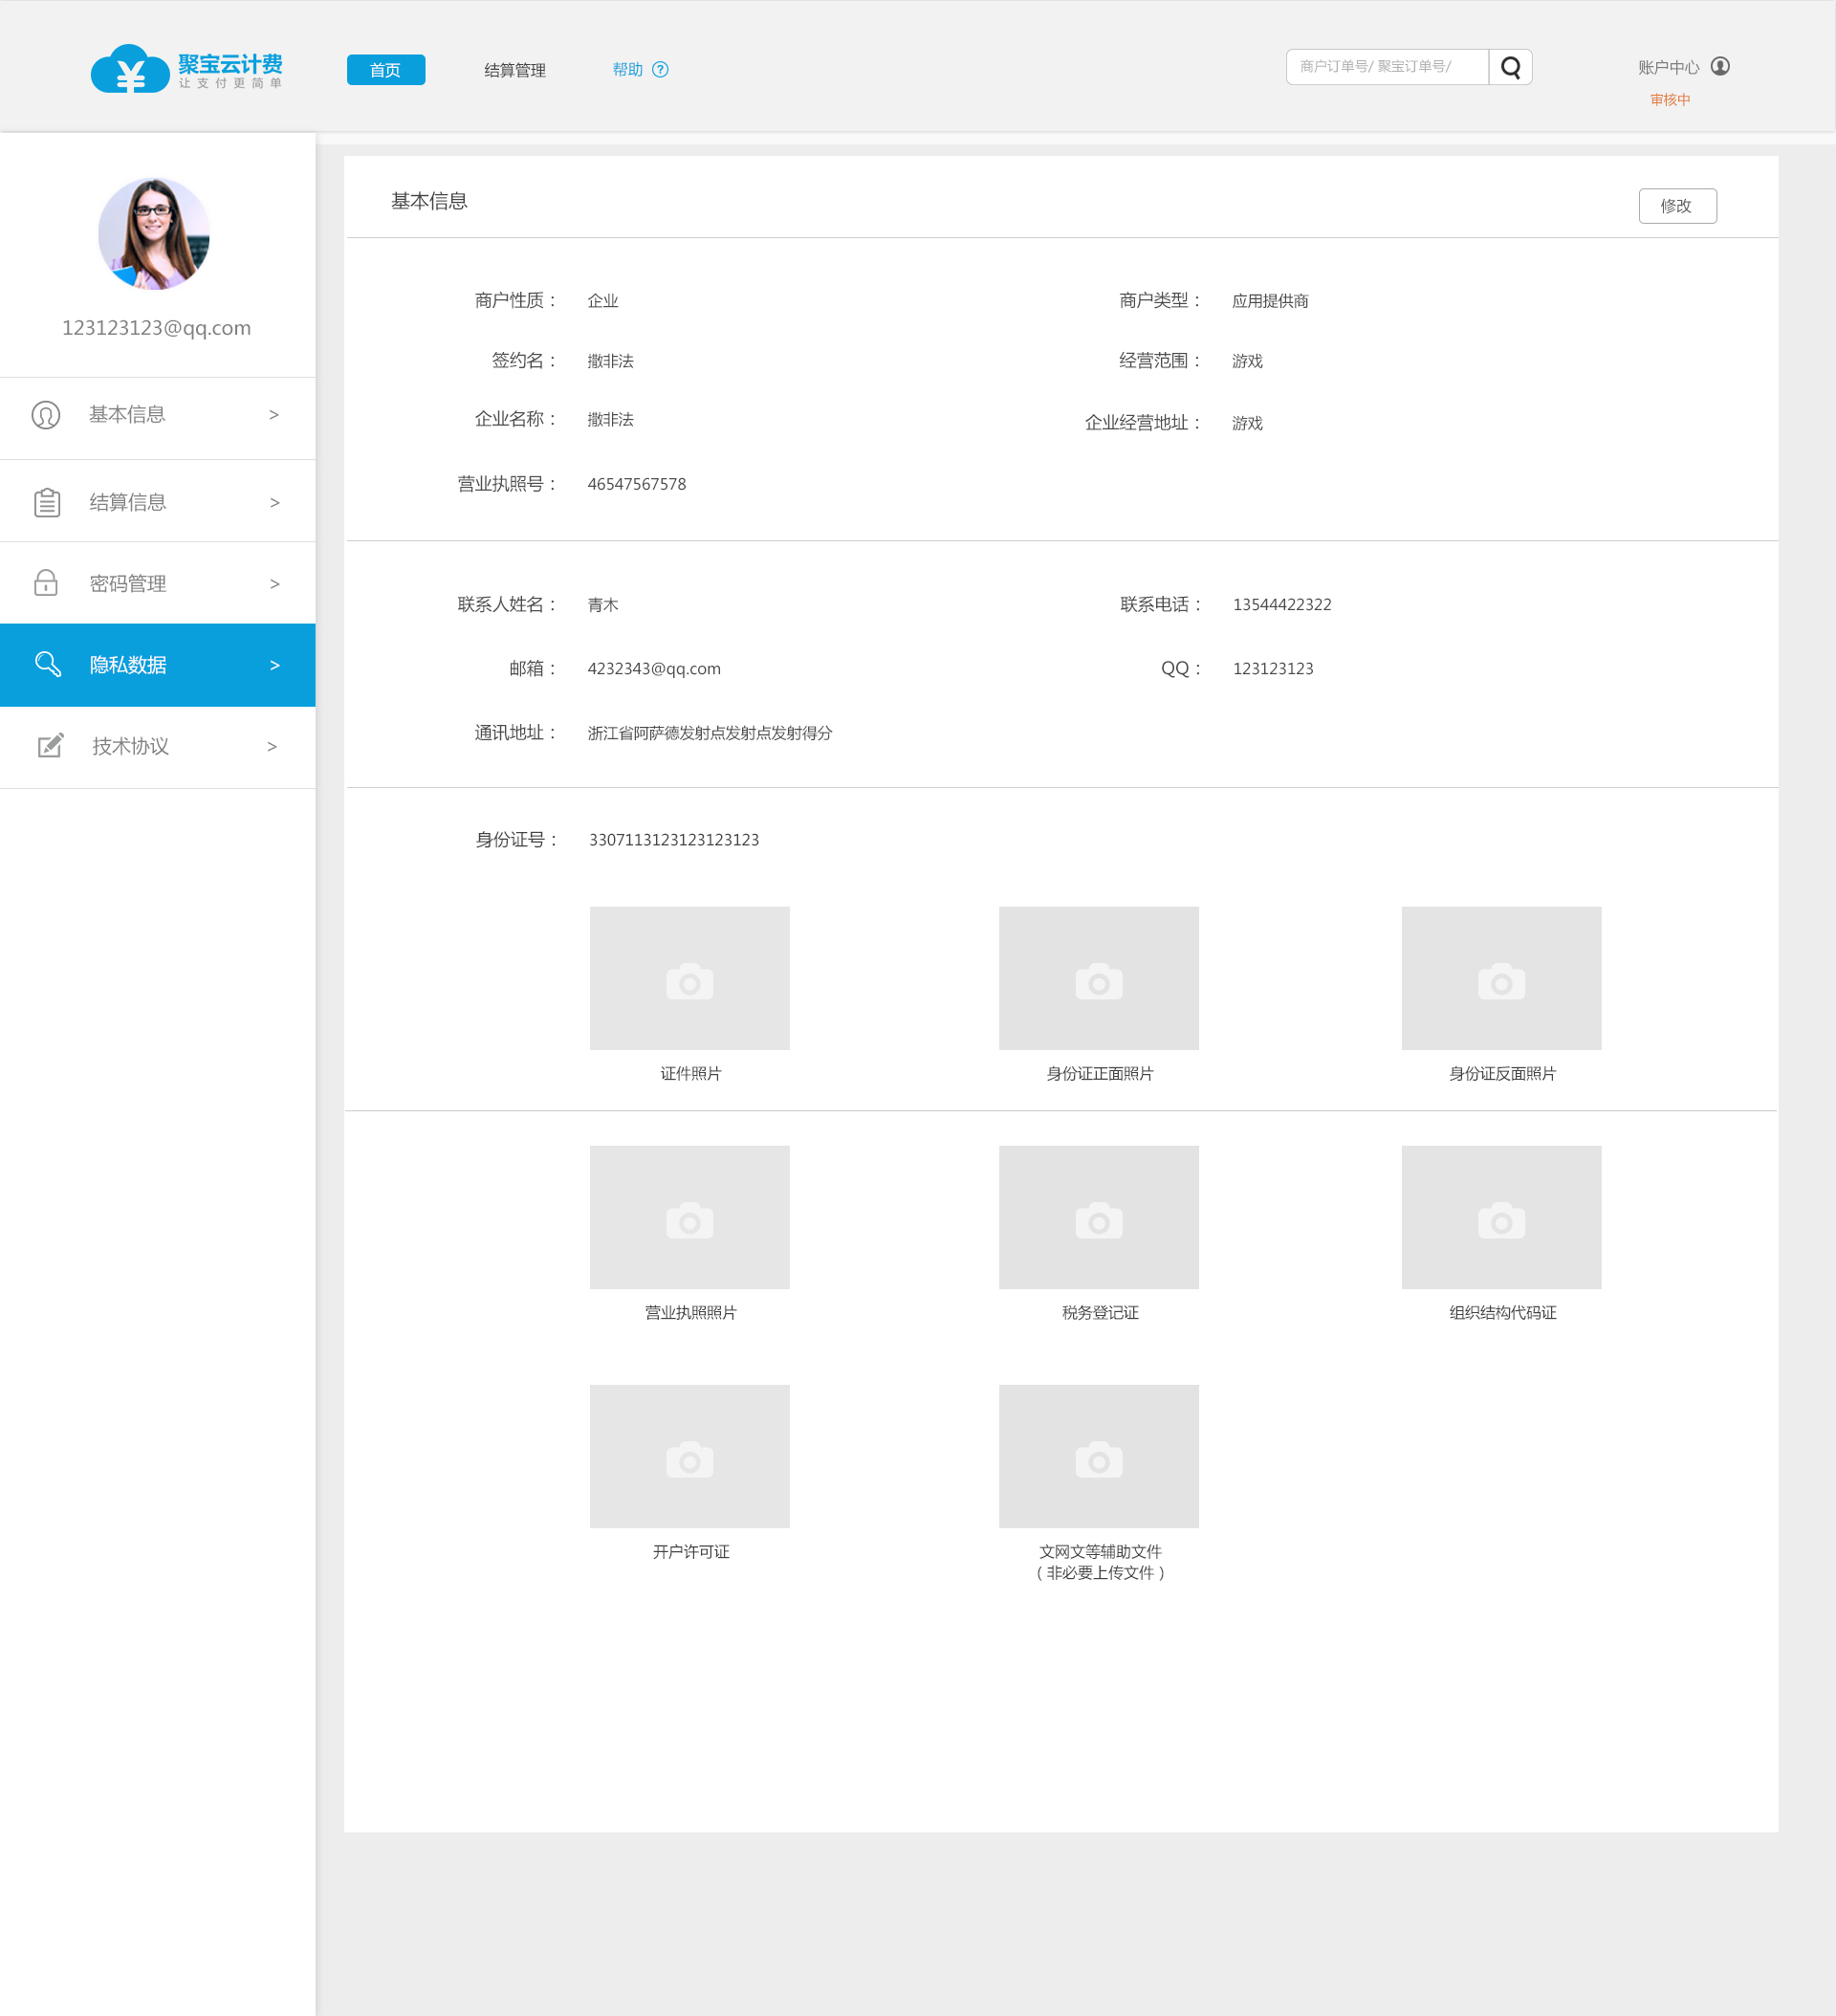 聚宝云计费
让支付更简单
首页
结算管理
帮助 ?
商户订单号/ 聚宝订单号/
账户中心
审核中
123123123@qq.com
基本信息 >
结算信息 >
密码管理 >
隐私数据 >
技术协议 >
基本信息
修改
商户性质： 企业
商户类型： 应用提供商
签约名： 撒非法
经营范围： 游戏
企业名称： 撒非法
企业经营地址： 游戏
营业执照号： 46547567578
联系人姓名： 青木
联系电话： 13544422322
邮箱： 4232343@qq.com
QQ： 123123123
通讯地址： 浙江省阿萨德发射点发射点发射得分
身份证号： 3307113123123123123
证件照片
身份证正面照片
身份证反面照片
营业执照照片
税务登记证
组织结构代码证
开户许可证
文网文等辅助文件
（非必要上传文件）